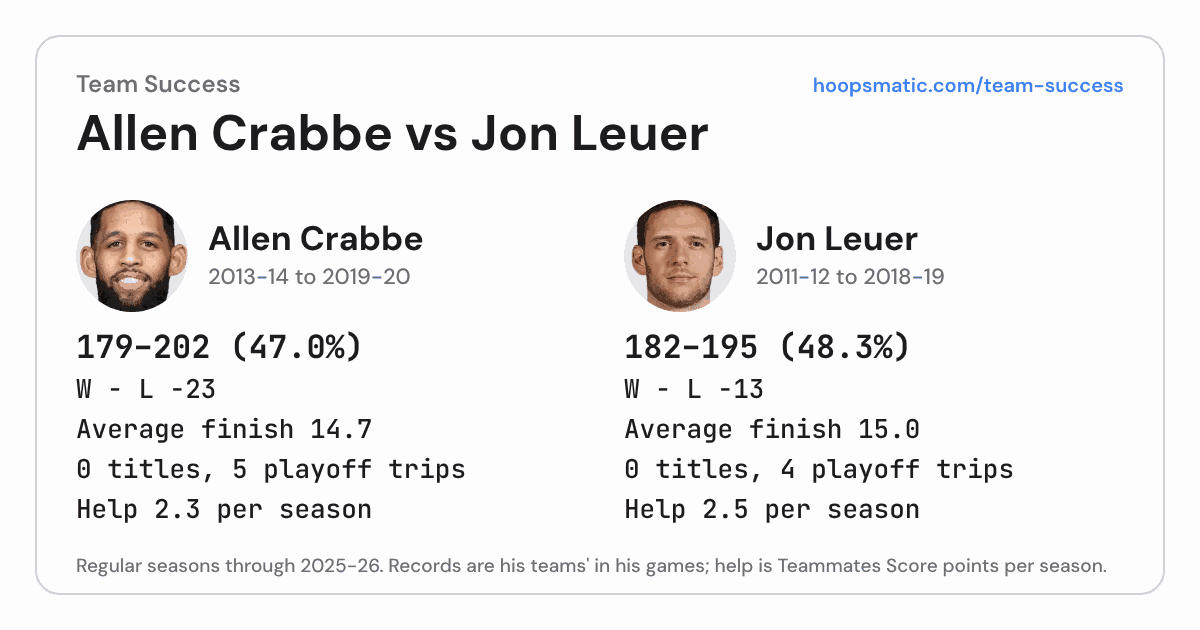 Team Success
hoopsmatic.com/team-success
Allen Crabbe vs Jon Leuer
Allen Crabbe
2013-14 to 2019-20
179-202 (47.0%)
W - L -23
Average finish 14.7
0 titles, 5 playoff trips
Help 2.3 per season
Jon Leuer
2011-12 to 2018-19
182-195 (48.3%)
W - L -13
Average finish 15.0
0 titles, 4 playoff trips
Help 2.5 per season
Regular seasons through 2025-26. Records are his teams' in his games; help is Teammates Score points per season.